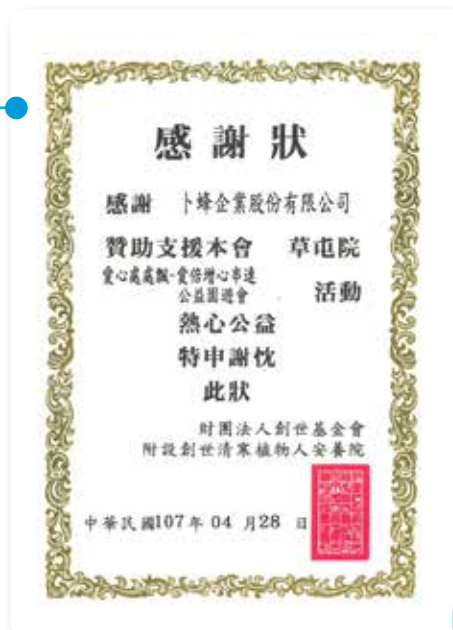 感謝狀
感謝 卜蜂企業股份有限公司
贊助支援本會 草屯院
愛心處處飄-愛倍增心串連
公益園遊會 活動
熱心公益
特申謝忱
此狀
財團法人創世基金會
附設創世清寒植物人安養院
中華民國107年 04 月28 日